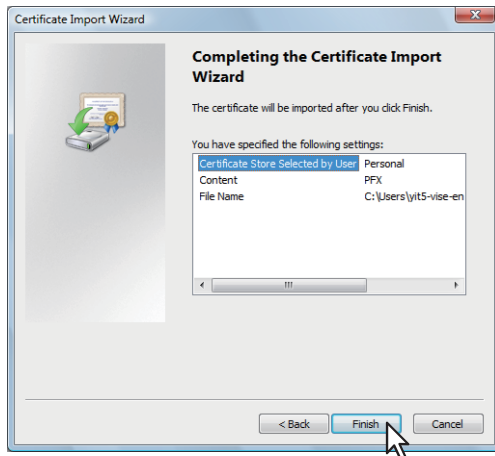 Certificate Import Wizard
Completing the Certificate Import
Wizard
The certificate will be imported after you click Finish.
You have specified the following settings:
Certificate Store Selected by User Personal
Content PFX
File Name C:\Users\yit5-vise-en
< Back Finish Cancel